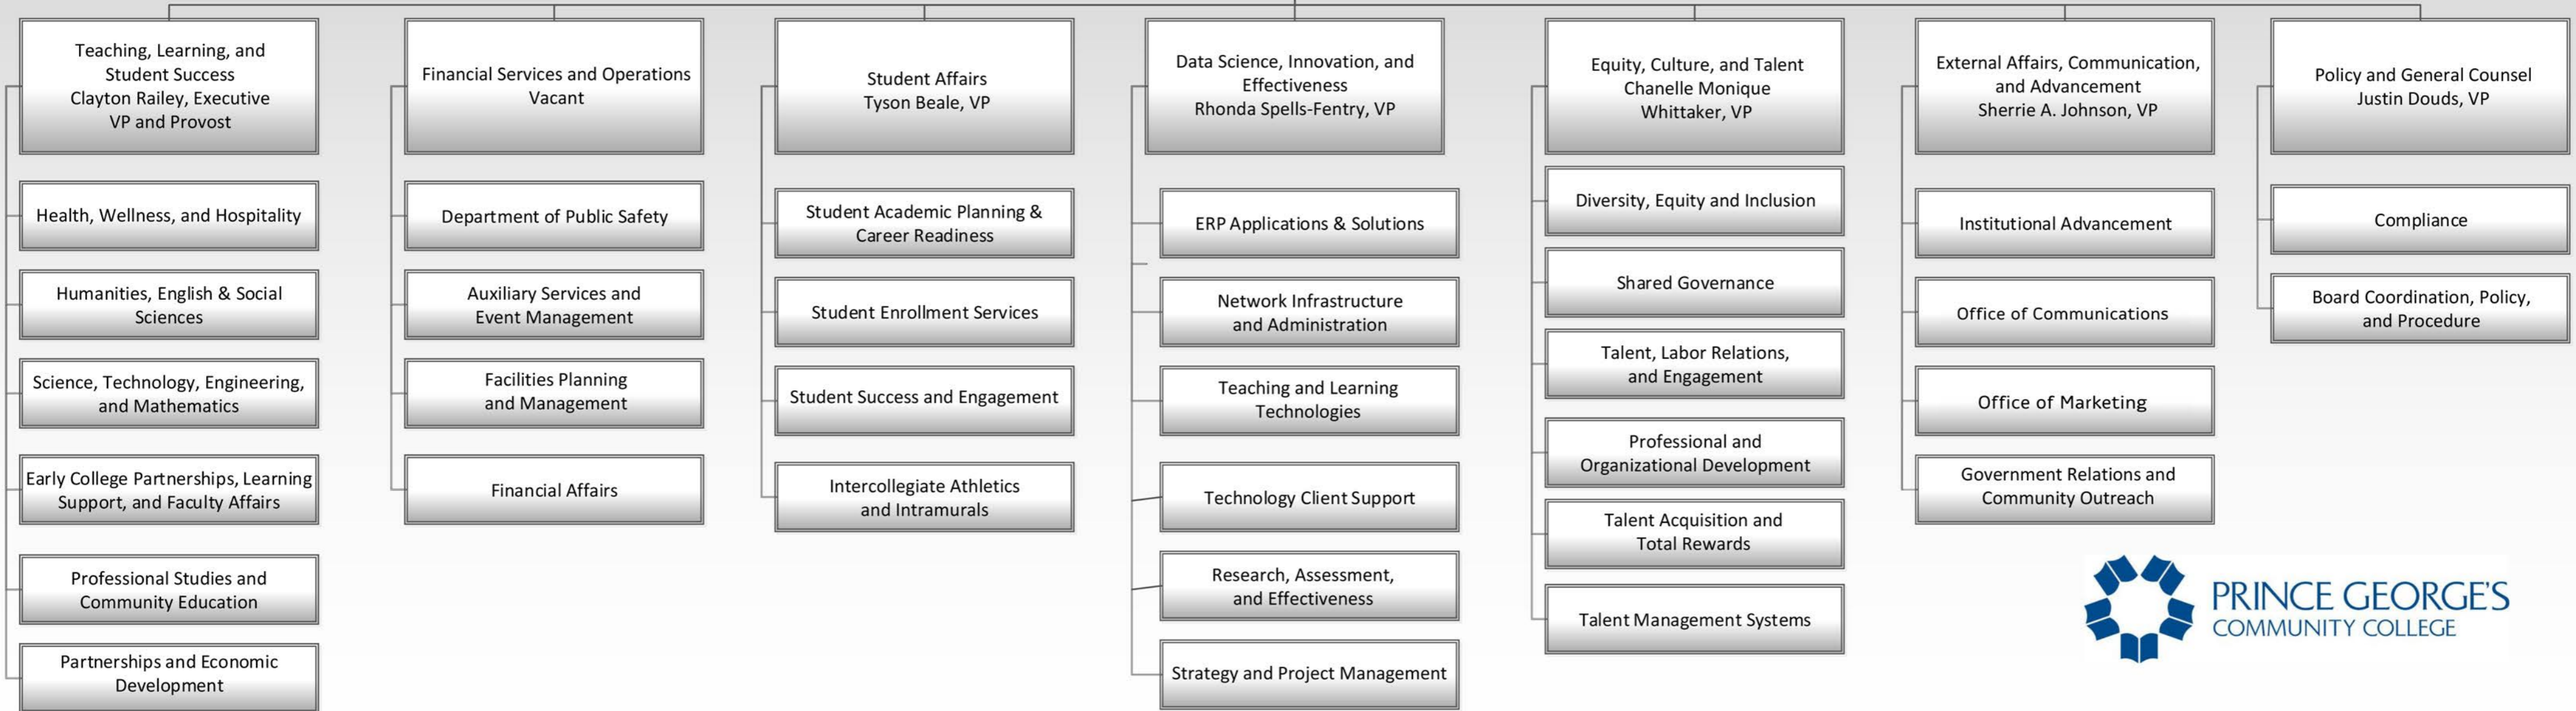 Teaching, Learning, and
Student Success
Clayton Railey, Executive
VP and Provost
Health, Wellness, and Hospitality
Humanities, English & Social
Sciences
Science, Technology, Engineering,
and Mathematics
Early College Partnerships, Learning
Support, and Faculty Affairs
Professional Studies and
Community Education
Partnerships and Economic
Development
Financial Services and Operations
Vacant
Department of Public Safety
Auxiliary Services and
Event Management
Facilities Planning
and Management
Financial Affairs
Student Affairs
Tyson Beale, VP
Student Academic Planning &
Career Readiness
Student Enrollment Services
Student Success and Engagement
Intercollegiate Athletics
and Intramurals
Data Science, Innovation, and
Effectiveness
Rhonda Spells-Fentry, VP
ERP Applications & Solutions
Network Infrastructure
and Administration
Teaching and Learning
Technologies
Technology Client Support
Research, Assessment,
and Effectiveness
Strategy and Project Management
Equity, Culture, and Talent
Chanelle Monique
Whittaker, VP
Diversity, Equity and Inclusion
Shared Governance
Talent, Labor Relations,
and Engagement
Professional and
Organizational Development
Talent Acquisition and
Total Rewards
Talent Management Systems
External Affairs, Communication,
and Advancement
Sherrie A. Johnson, VP
Institutional Advancement
Office of Communications
Office of Marketing
Government Relations and
Community Outreach
Policy and General Counsel
Justin Douds, VP
Compliance
Board Coordination, Policy,
and Procedure
PRINCE GEORGE'S
COMMUNITY COLLEGE